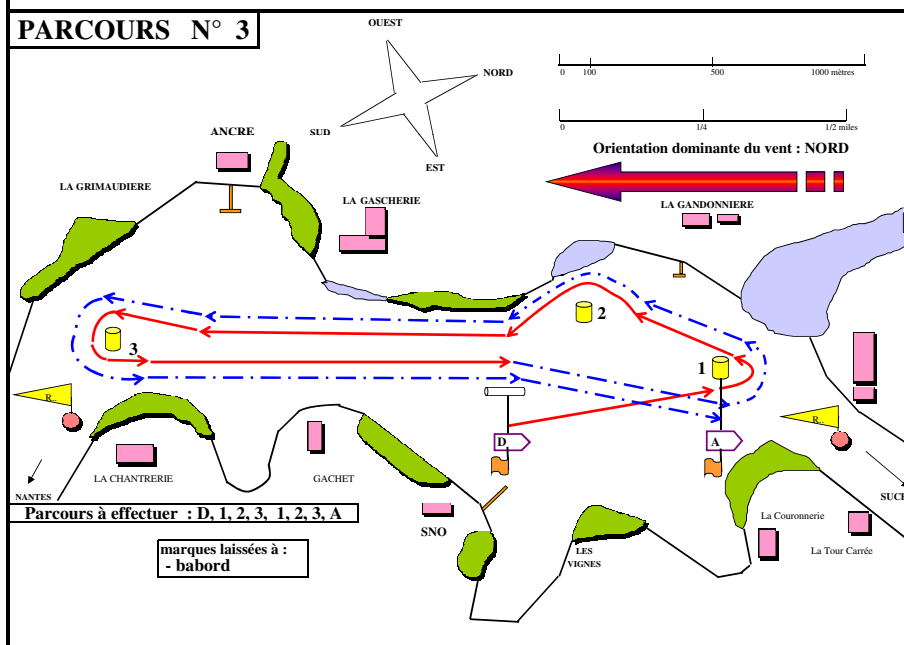 PARCOURS N° 3
OUEST
NORD
SUD
EST
0 100 500 1000 mètres
0 1/4 1/2 miles
Orientation dominante du vent : NORD
ANCRE
LA GRIMAUDIERE
LA GASCHERIE
LA GANDONNIERE
2
3
1
R..
R..
D
A
LA CHANTRERIE
GACHET
NANTES
SUCE
Parcours à effectuer : D, 1, 2, 3, 1, 2, 3, A
SNO
La Couronnerie
La Tour Carrée
LES
VIGNES
marques laissées à :
- babord